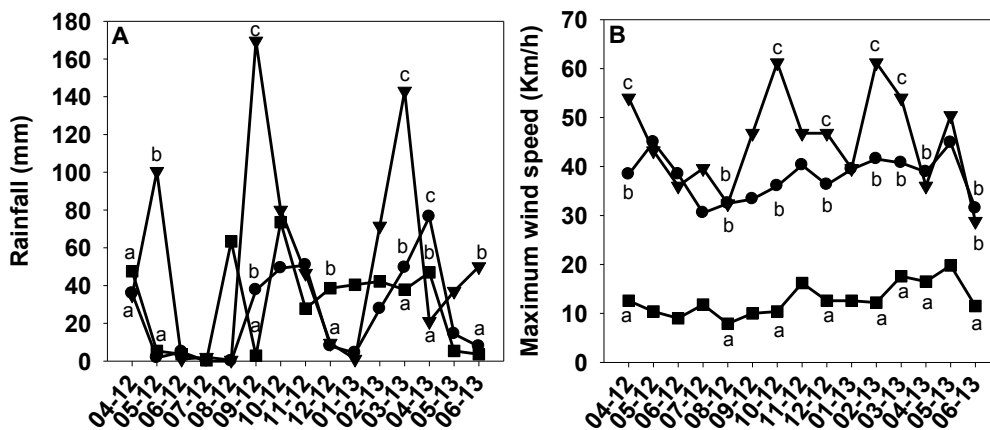 A
Rainfall (mm)
180
160
140
120
100
80
60
40
20
0
a
a
b
a
c
b
a
b
a
c
b
a
c
b
a
b
a
04-12
05-12
06-12
07-12
08-12
09-12
10-12
11-12
12-12
01-13
02-13
03-13
04-13
05-13
06-13
B
Maximum wind speed (Km/h)
70
60
50
40
30
20
10
0
c
b
a
b
a
c
b
a
c
b
a
c
b
a
c
b
a
b
a
b
b
a
04-12
05-12
06-12
07-12
08-12
09-12
10-12
11-12
12-12
01-13
02-13
03-13
04-13
05-13
06-13